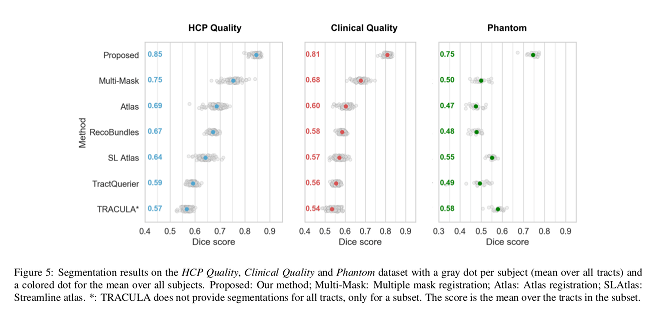 HCP Quality Clinical Quality Phantom
Proposed 0.85 0.81 0.75
Multi-Mask 0.75 0.68 0.50
Atlas 0.69 0.60 0.47
RecoBundles 0.67 0.58 0.48
SL Atlas 0.64 0.57 0.55
TractQuerier 0.59 0.56 0.49
TRACULA* 0.57 0.54 0.58
Method
0.4 0.5 0.6 0.7 0.8 0.9 0.4 0.5 0.6 0.7 0.8 0.9 0.3 0.4 0.5 0.6 0.7 0.8 0.9
Dice score Dice score Dice score
Figure 5: Segmentation results on the HCP Quality, Clinical Quality and Phantom dataset with a gray dot per subject (mean over all tracts) and
a colored dot for the mean over all subjects. Proposed: Our method; Multi-Mask: Multiple mask registration; Atlas: Atlas registration; SLAtlas:
Streamline atlas. *: TRACULA does not provide segmentations for all tracts, only for a subset. The score is the mean over the tracts in the subset.